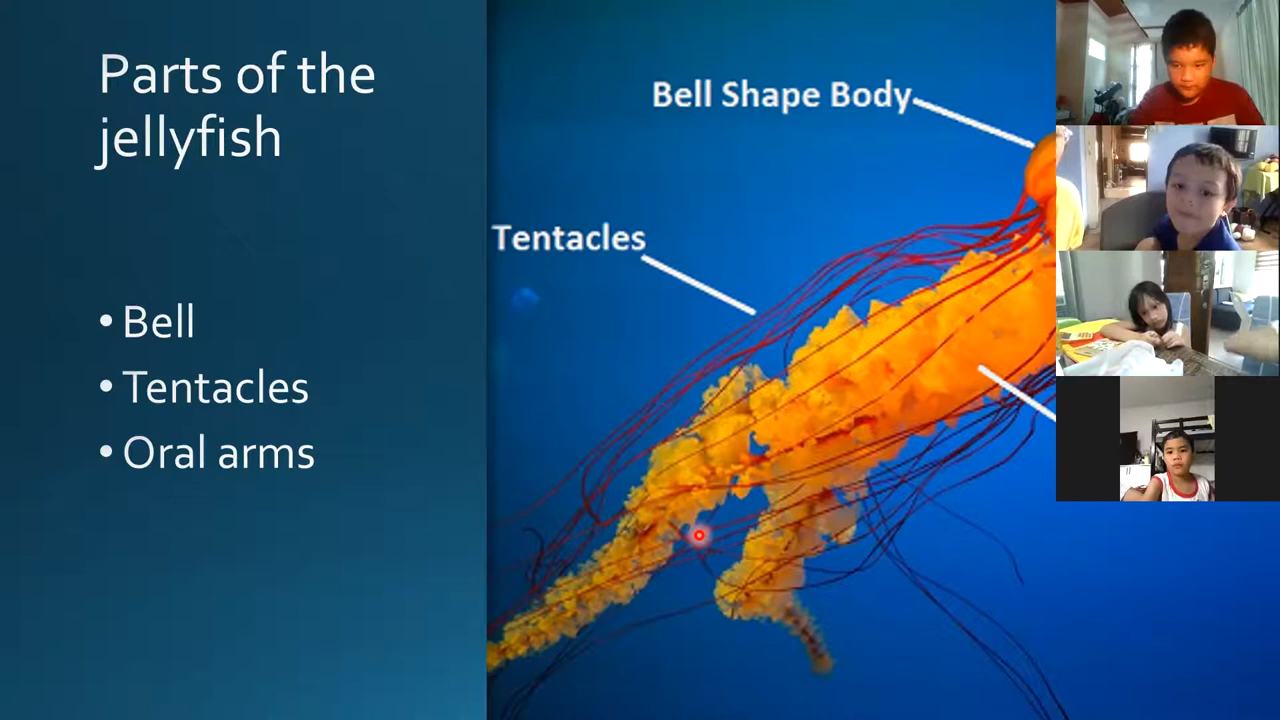 Parts of the
jellyfish
• Bell
• Tentacles
• Oral arms
Bell Shape Body
Tentacles